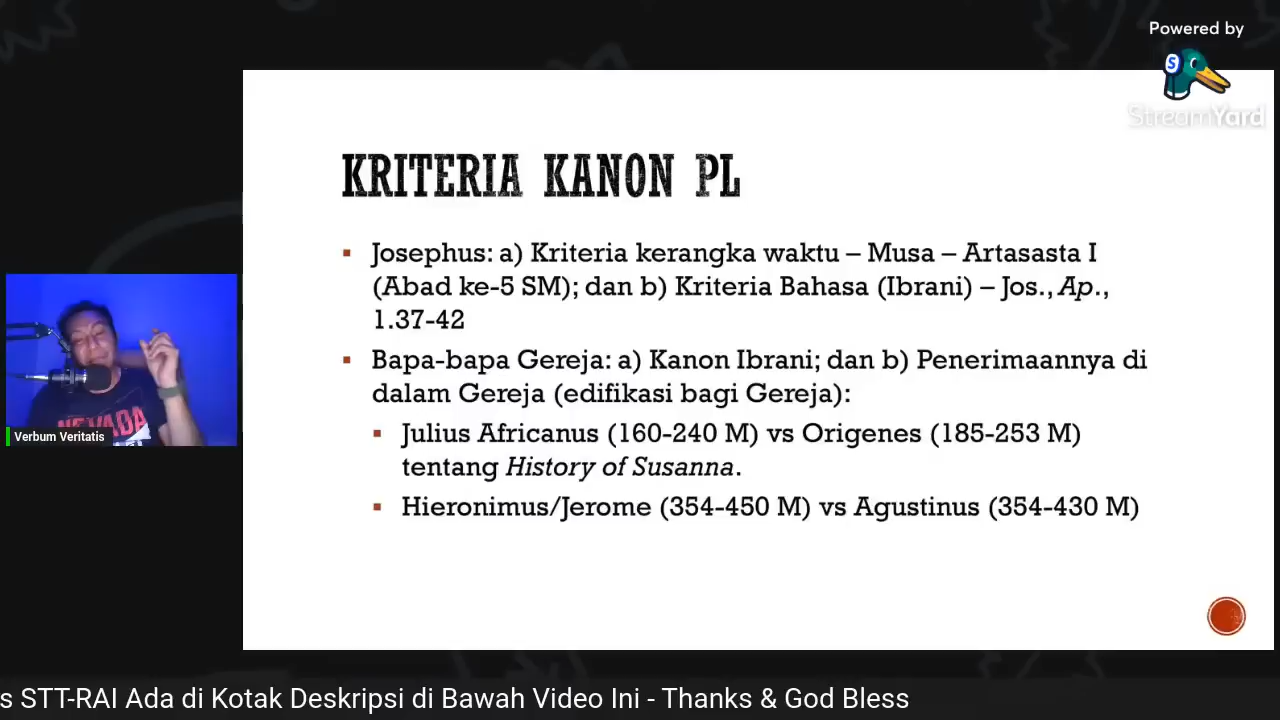 Powered by
S
StreamYard
KRITERIA KANON PL
▪ Josephus: a) Kriteria kerangka waktu – Musa – Artasasta I
(Abad ke-5 SM); dan b) Kriteria Bahasa (Ibrani) – Jos., Ap.,
1.37-42
▪ Bapa-bapa Gereja: a) Kanon Ibrani; dan b) Penerimaannya di
dalam Gereja (edifikasi bagi Gereja):
▪ Julius Africanus (160-240 M) vs Origenes (185-253 M)
tentang History of Susanna.
▪ Hieronimus/Jerome (354-450 M) vs Agustinus (354-430 M)
NEVADA
Verbum Veritatis
s STT-RAI Ada di Kotak Deskripsi di Bawah Video Ini - Thanks & God Bless